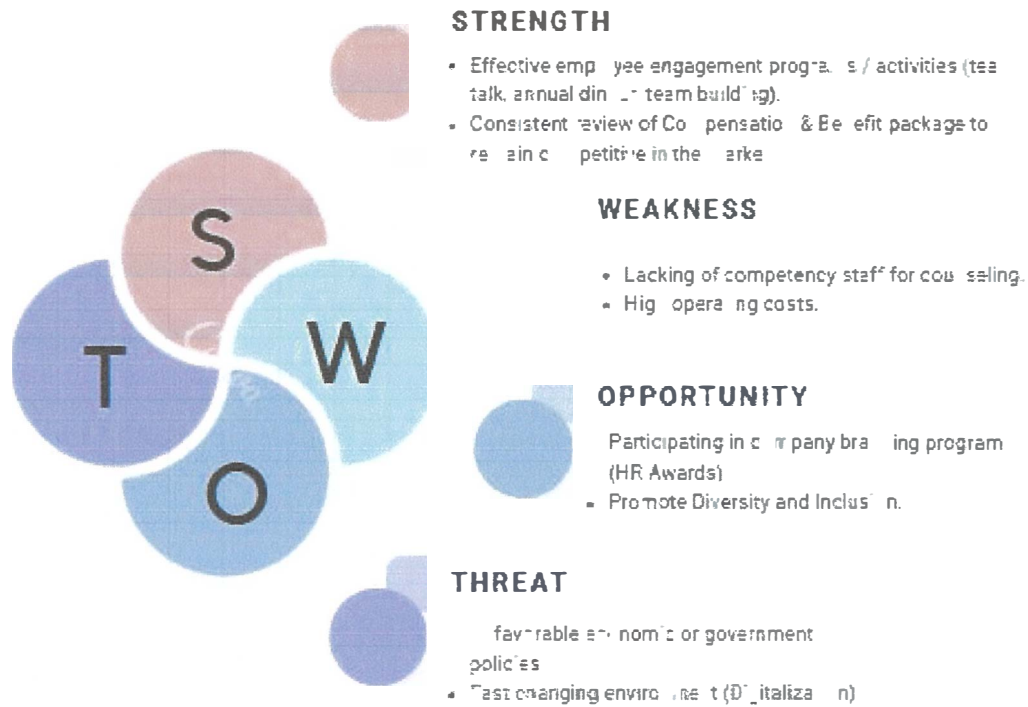 STRENGTH
• Effective employee engagement programs / activities (tea
talk, annual dinner team building).
• Consistent review of Compensation & Benefit package to
remain competitive in the market
S
WEAKNESS
• Lacking of competency staff for counseling.
• High operating costs.
T
W
OPPORTUNITY
Participating in company branding program
(HR Awards)
• Promote Diversity and Inclusion.
O
THREAT
favorable economic or government
policies
• Fast changing environment (Digitalization)